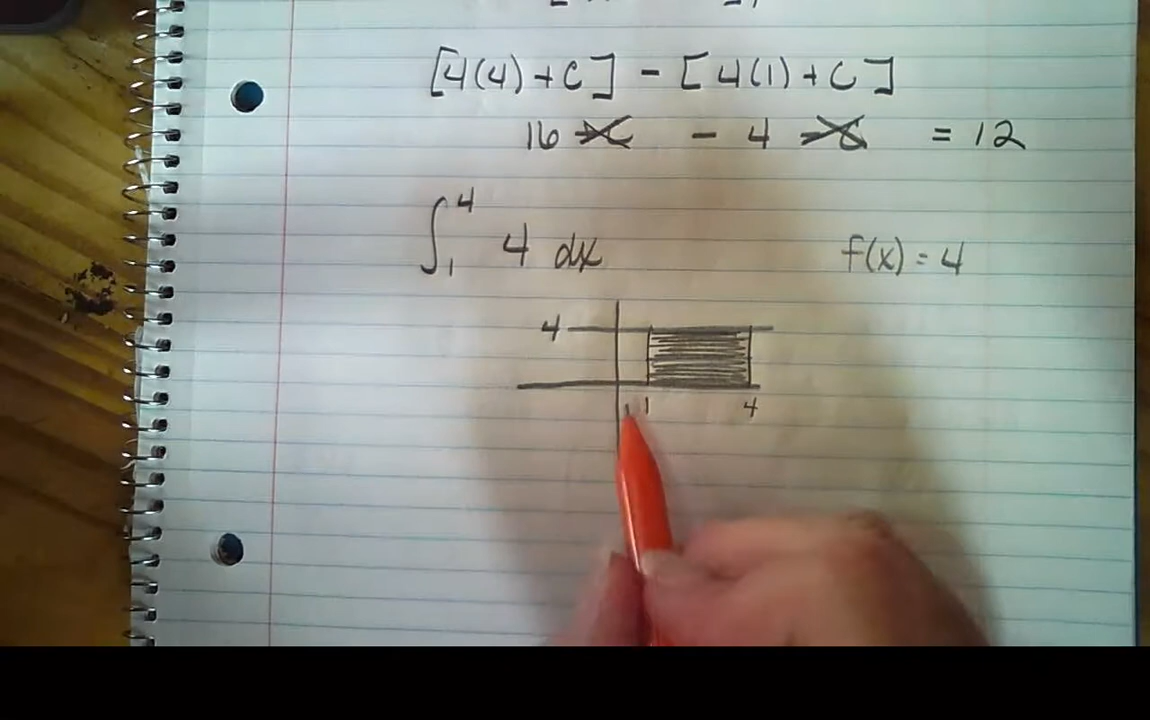 [4(4)+C] - [4(1)+C]
16 +C - 4 -C = 12
∫₁⁴ 4 dx
f(x) = 4
4
1 4